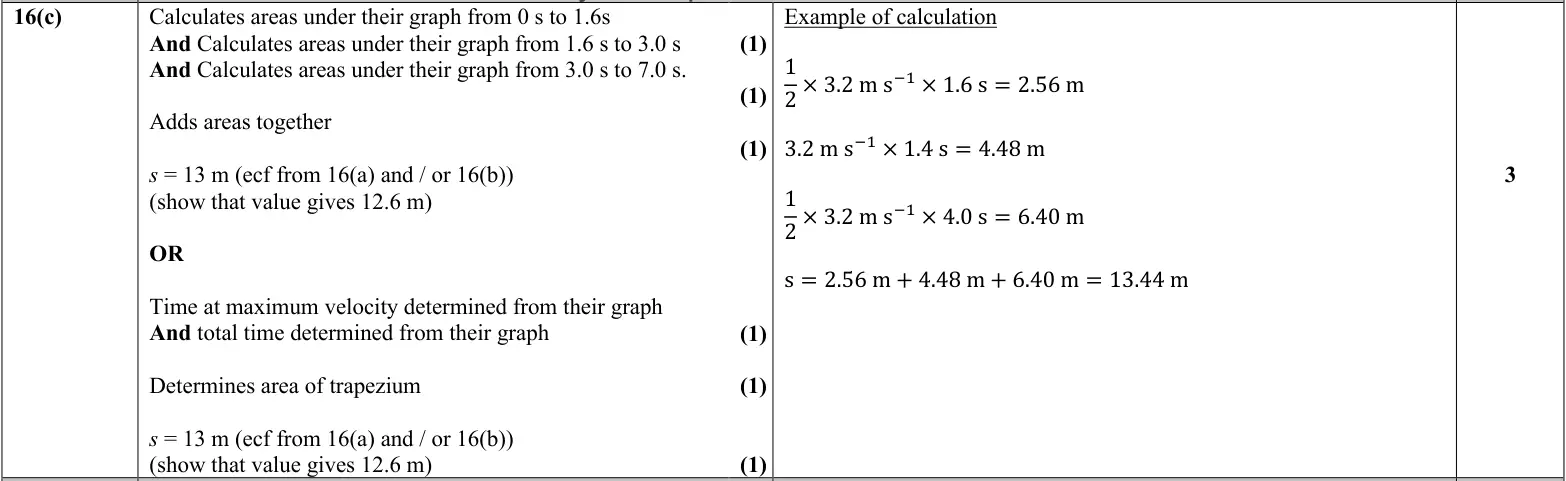 16(c)
Calculates areas under their graph from 0 s to 1.6s
And Calculates areas under their graph from 1.6 s to 3.0 s (1)
And Calculates areas under their graph from 3.0 s to 7.0 s.
(1)
Adds areas together
(1)
s = 13 m (ecf from 16(a) and / or 16(b))
(show that value gives 12.6 m)
OR
Time at maximum velocity determined from their graph
And total time determined from their graph (1)
Determines area of trapezium (1)
s = 13 m (ecf from 16(a) and / or 16(b))
(show that value gives 12.6 m) (1)
Example of calculation
1/2 × 3.2 m s⁻¹ × 1.6 s = 2.56 m
3.2 m s⁻¹ × 1.4 s = 4.48 m
1/2 × 3.2 m s⁻¹ × 4.0 s = 6.40 m
s = 2.56 m + 4.48 m + 6.40 m = 13.44 m
3